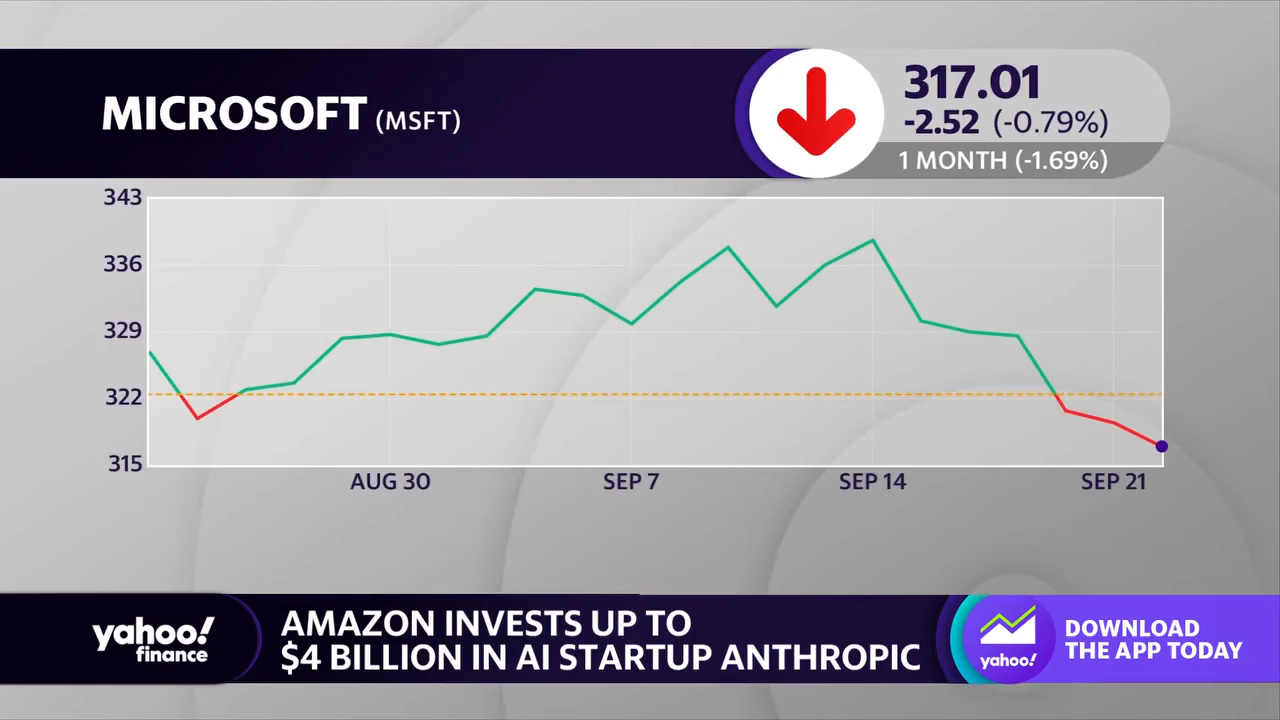 MICROSOFT (MSFT)
317.01
-2.52 (-0.79%)
1 MONTH (-1.69%)
343
336
329
322
315
AUG 30 SEP 7 SEP 14 SEP 21
yahoo!
finance
AMAZON INVESTS UP TO
$4 BILLION IN AI STARTUP ANTHROPIC
yahoo!
DOWNLOAD
THE APP TODAY